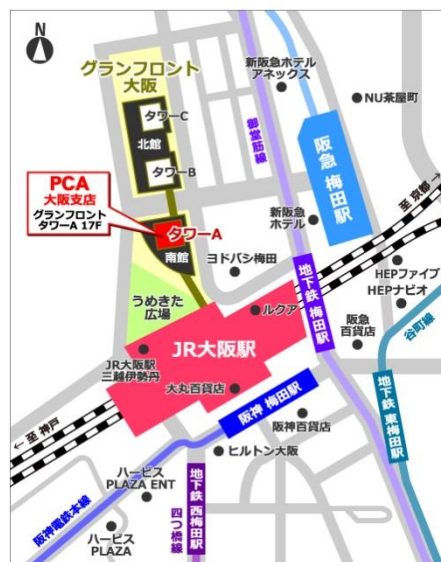 N
グランフロント
大阪
タワーC
北館
タワーB
PCA
大阪支店
グランフロント
タワーA 17F
タワーA
南館
うめきた
広場
新阪急ホテル
アネックス
NU茶屋町
御堂筋線
阪急 梅田駅
至 京都→
新阪急
ホテル
ヨドバシ梅田
地下鉄 梅田駅
HEPファイブ
HEPナビオ
谷町線
ルクア
阪急
百貨店
JR大阪駅
JR大阪駅
三越伊勢丹
大丸百貨店
阪神 梅田駅
阪神百貨店
地下鉄 東梅田駅
←至 神戸
ヒルトン大阪
ハービス
PLAZA ENT
地下鉄 西梅田駅
四つ橋線
阪神電鉄本線
ハービス
PLAZA